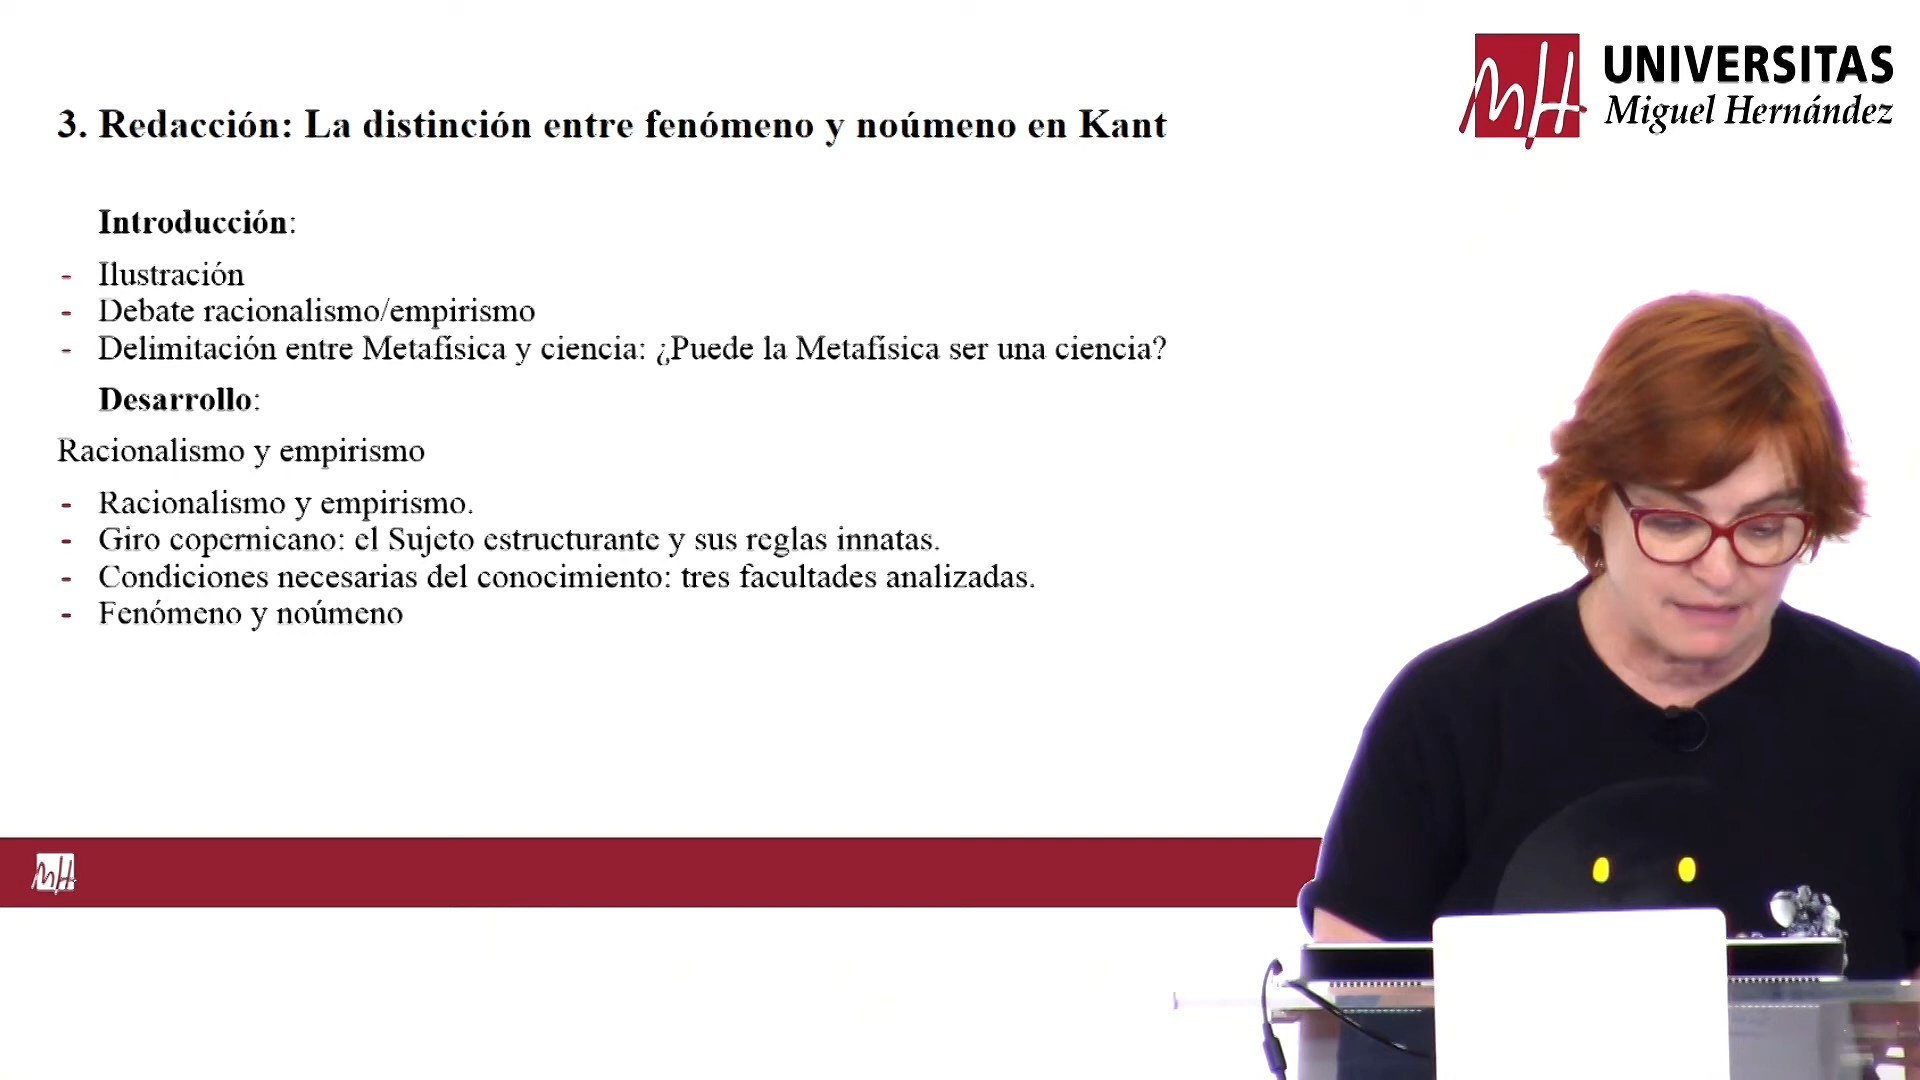 UNIVERSITAS
Miguel Hernández
3. Redacción: La distinción entre fenómeno y noúmeno en Kant
Introducción:
- Ilustración
- Debate racionalismo/empirismo
- Delimitación entre Metafísica y ciencia: ¿Puede la Metafísica ser una ciencia?
Desarrollo:
Racionalismo y empirismo
- Racionalismo y empirismo.
- Giro copernicano: el Sujeto estructurante y sus reglas innatas.
- Condiciones necesarias del conocimiento: tres facultades analizadas.
- Fenómeno y noúmeno